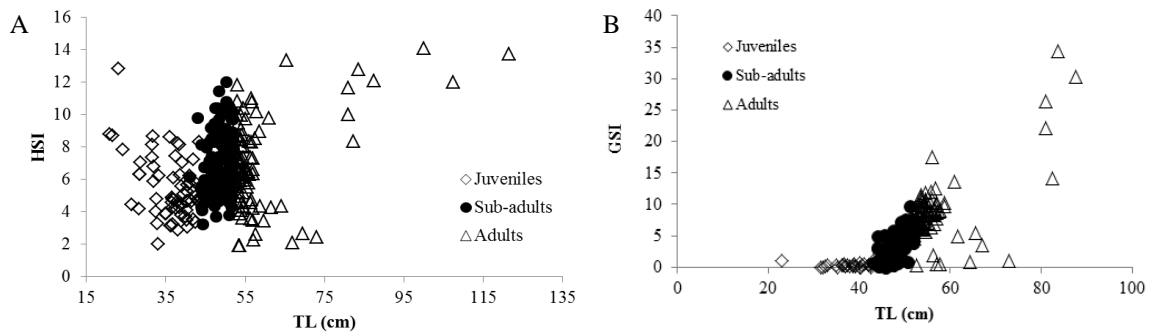 A
16
14
12
10
8
6
4
2
0
HSI
15 35 55 75 95 115 135
TL (cm)
Juveniles
Sub-adults
Adults
B
40
35
30
25
20
15
10
5
0
GSI
0 20 40 60 80 100
TL (cm)
Juveniles
Sub-adults
Adults